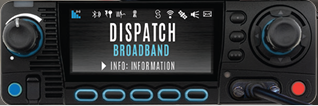 DISPATCH
BROADBAND
▶ INFO: INFORMATION